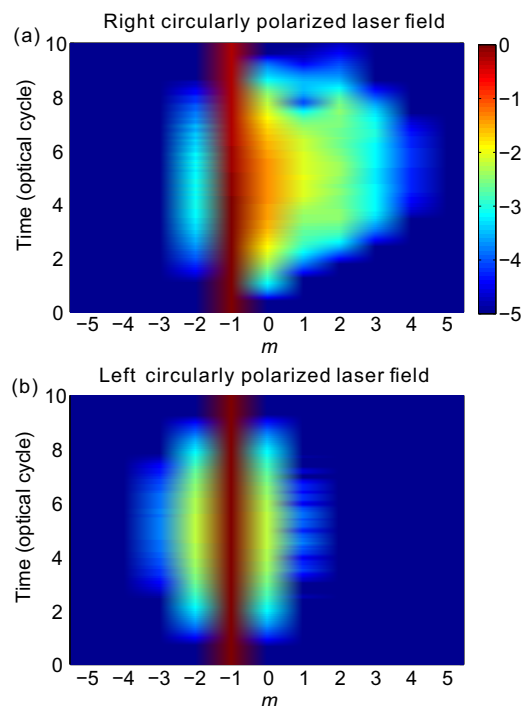 (a) Right circularly polarized laser field
10
8
6
4
2
0
Time (optical cycle)
−5 −4 −3 −2 −1 0 1 2 3 4 5
m
0
−1
−2
−3
−4
−5
(b) Left circularly polarized laser field
10
8
6
4
2
0
Time (optical cycle)
−5 −4 −3 −2 −1 0 1 2 3 4 5
m